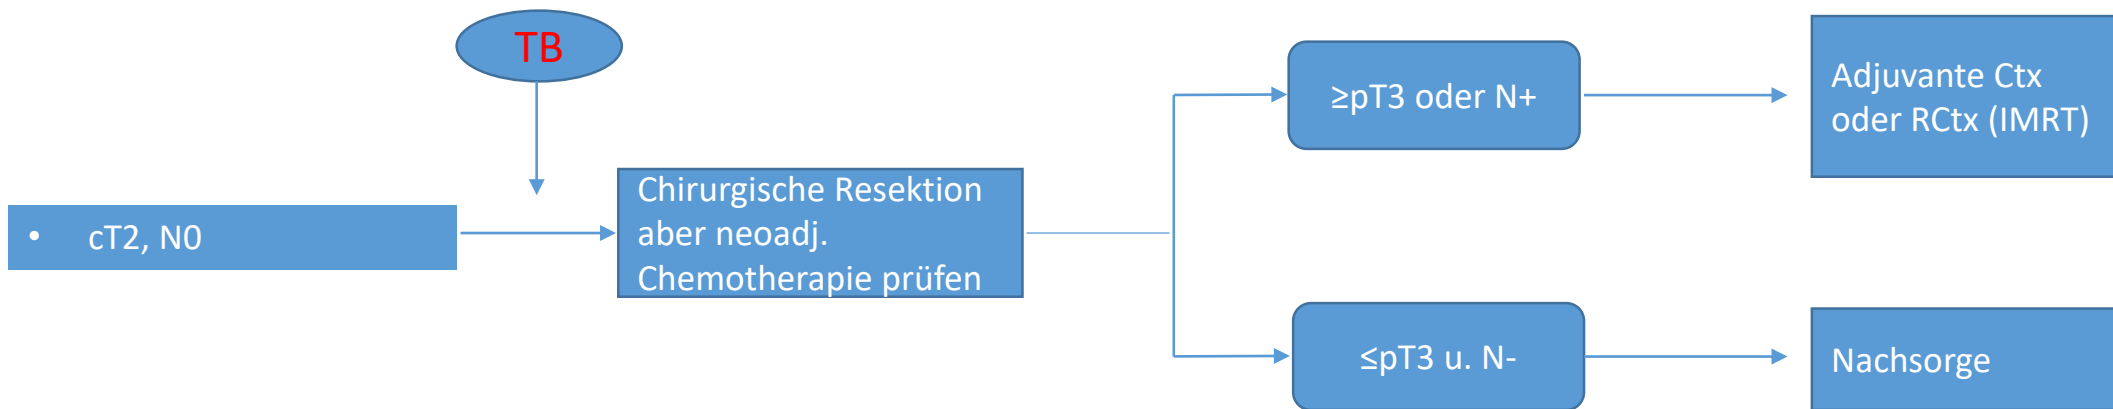 TB
• cT2, N0
Chirurgische Resektion
aber neoadj.
Chemotherapie prüfen
≥pT3 oder N+
Adjuvante Ctx
oder RCtx (IMRT)
≤pT3 u. N-
Nachsorge